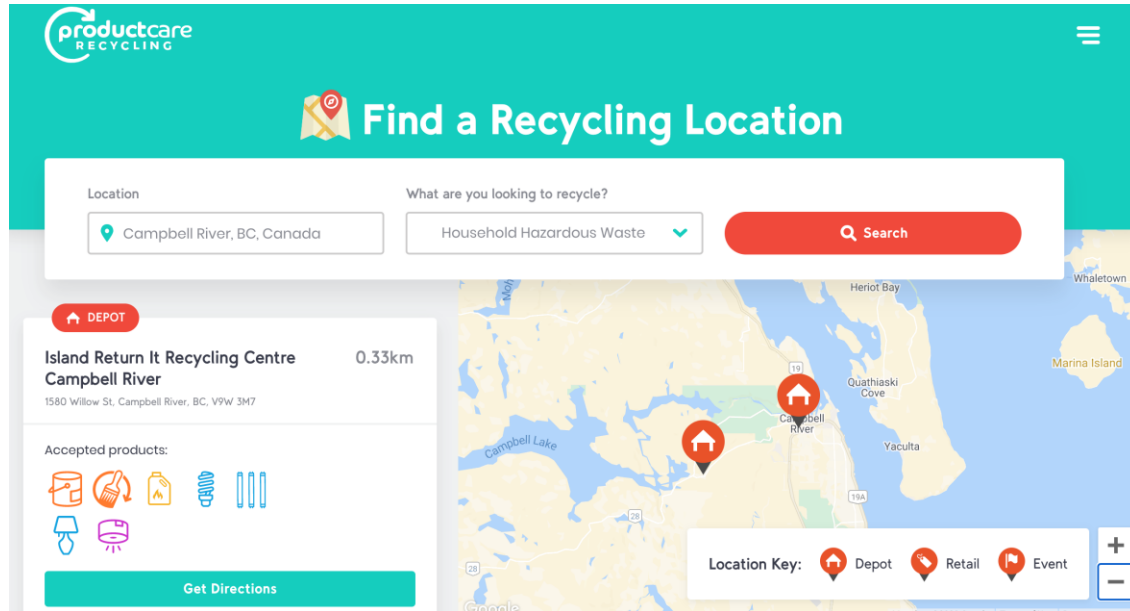 productcare
RECYCLING
Find a Recycling Location
Location
What are you looking to recycle?
Campbell River, BC, Canada
Household Hazardous Waste
Search
DEPOT
Island Return It Recycling Centre
Campbell River
0.33km
1580 Willow St, Campbell River, BC, V9W 3M7
Accepted products:
Get Directions
Heriot Bay
Whaletown
Marina Island
19
Quathiaski
Cove
Campbell
River
Campbell Lake
Yaculta
19A
28
28
Location Key:
Depot
Retail
Event
+
−
Google